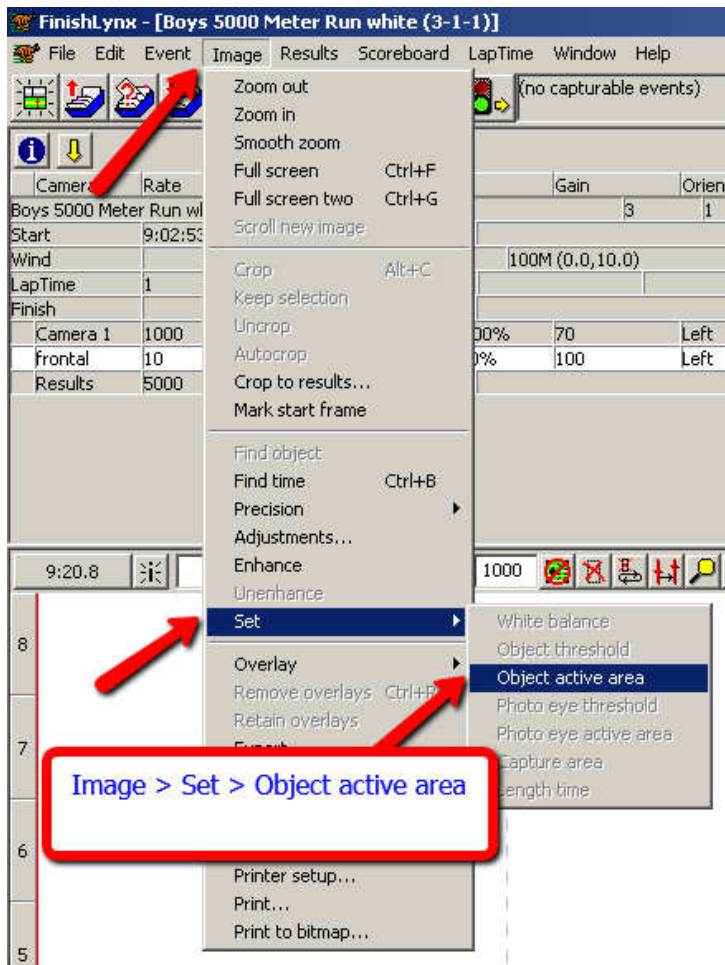 FinishLynx - [Boys 5000 Meter Run white (3-1-1)]
File Edit Event Image Results Scoreboard LapTime Window Help
(no capturable events)
Camera Rate Gain Orien
Boys 5000 Meter Run wh 3 1
Start 9:02:53
Wind 100M (0.0,10.0)
LapTime 1
Finish
Camera 1 1000 00% 70 Left
frontal 10 0% 100 Left
Results 5000
Zoom out
Zoom in
Smooth zoom
Full screen Ctrl+F
Full screen two Ctrl+G
Scroll new image
Crop Alt+C
Keep selection
Uncrop
Autocrop
Crop to results...
Mark start frame
Find object
Find time Ctrl+B
Precision
Adjustments...
Enhance
Unenhance
Set
Overlay
Remove overlays
Retain overlays
Printer setup...
Print...
Print to bitmap...
White balance
Object threshold
Object active area
Photo eye threshold
Photo eye active area
Capture area
Length time
9:20.8 1000
8
7
6
5
Image > Set > Object active area